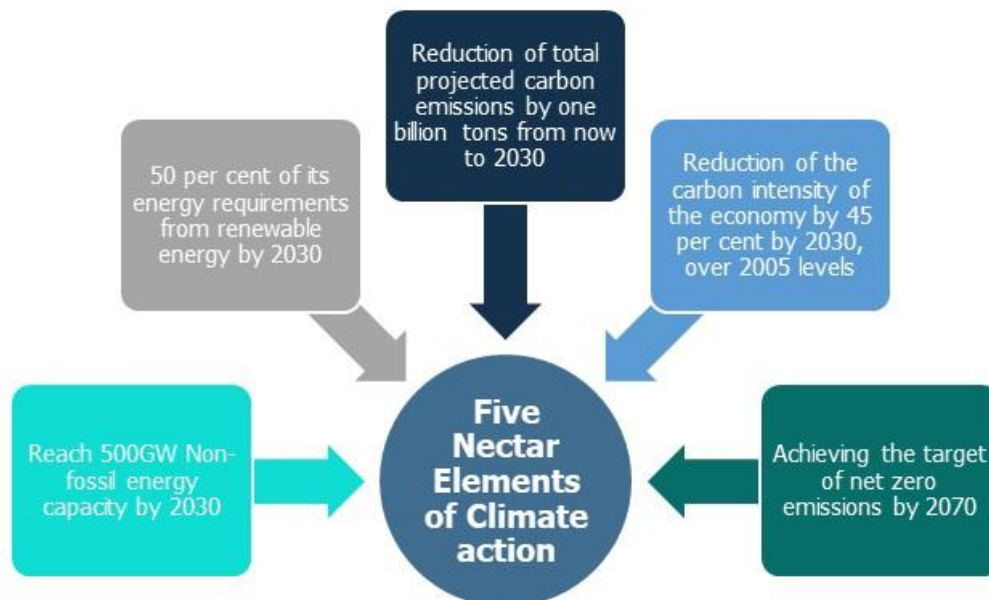 Reduction of total
projected carbon
emissions by one
billion tons from now
to 2030
50 per cent of its
energy requirements
from renewable
energy by 2030
Reduction of the
carbon intensity of
the economy by 45
per cent by 2030,
over 2005 levels
Reach 500GW Non-
fossil energy
capacity by 2030
Five
Nectar
Elements
of Climate
action
Achieving the target
of net zero
emissions by 2070